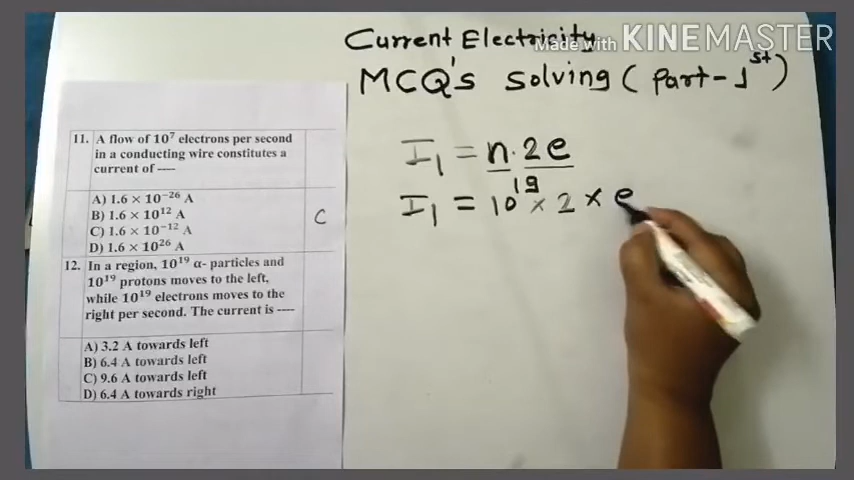 Current Electricity
Made with KINEMASTER
MCQ's Solving (Part-1st)
11. A flow of 10⁷ electrons per second
in a conducting wire constitutes a
current of ----
A) 1.6 × 10⁻²⁶ A
B) 1.6 × 10¹² A
C) 1.6 × 10⁻¹² A
D) 1.6 × 10²⁶ A
C
12. In a region, 10¹⁹ α- particles and
10¹⁹ protons moves to the left,
while 10¹⁹ electrons moves to the
right per second. The current is ----
A) 3.2 A towards left
B) 6.4 A towards left
C) 9.6 A towards left
D) 6.4 A towards right
I₁ = n. 2e
I₁ = 10¹⁹ × 2 × e